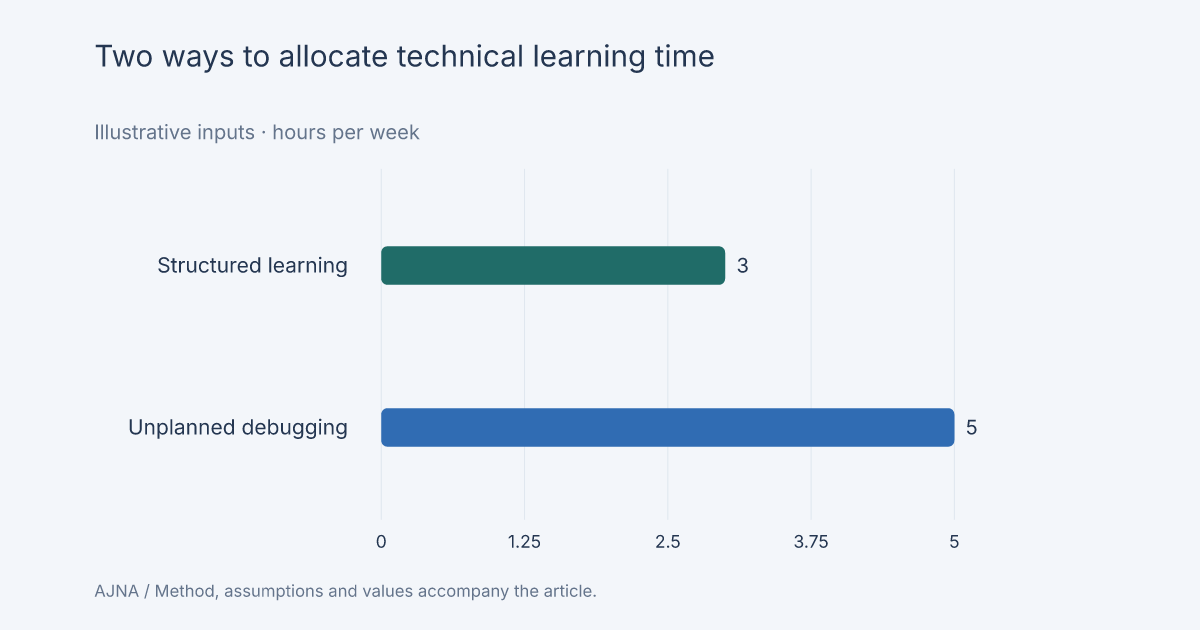 Two ways to allocate technical learning time
Illustrative inputs · hours per week
Structured learning 3
Unplanned debugging 5
0 1.25 2.5 3.75 5
AJNA / Method, assumptions and values accompany the article.